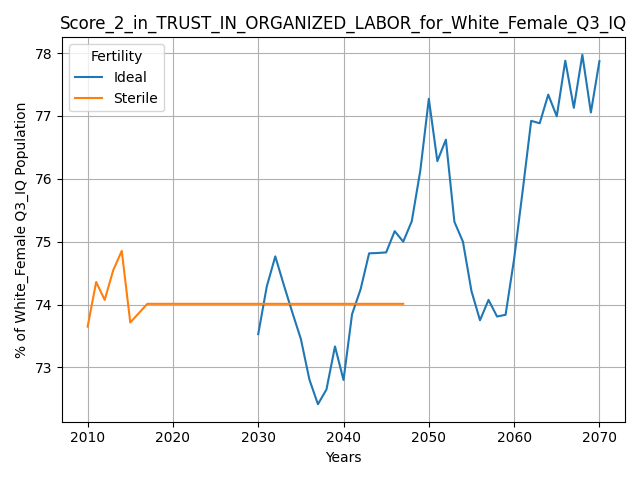 Score_2_in_TRUST_IN_ORGANIZED_LABOR_for_White_Female_Q3_IQ
Fertility
Ideal
Sterile
% of White_Female Q3_IQ Population
78
77
76
75
74
73
2010 2020 2030 2040 2050 2060 2070
Years